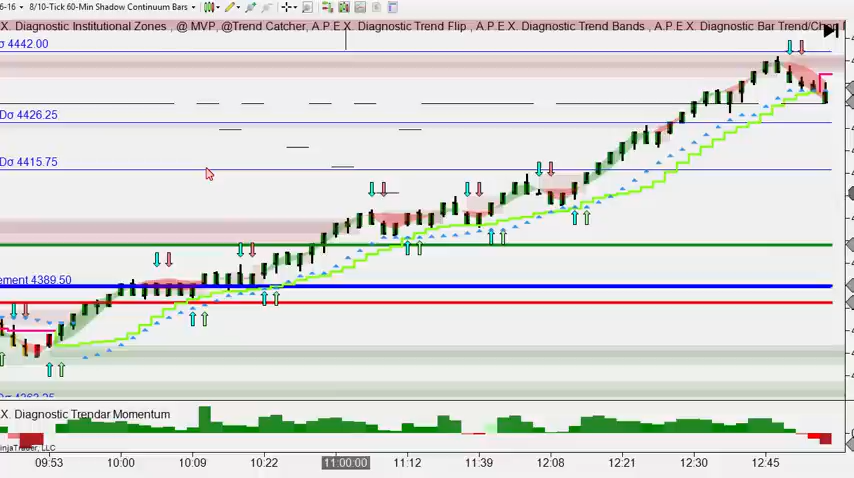 6-16 8/10-Tick 60-Min Shadow Continuum Bars
X. Diagnostic Institutional Zones , @ MVP, @Trend Catcher, A.P.E.X. Diagnostic Trend Flip , A.P.E.X. Diagnostic Trend Bands , A.P.E.X. Diagnostic Bar Trend/Chop
σ 4442.00
Dσ 4426.25
Dσ 4415.75
ement 4389.50
X. Diagnostic Trendar Momentum
injaTrader, LLC
09:53 10:00 10:09 10:22 11:00:00 11:12 11:39 12:08 12:21 12:30 12:45